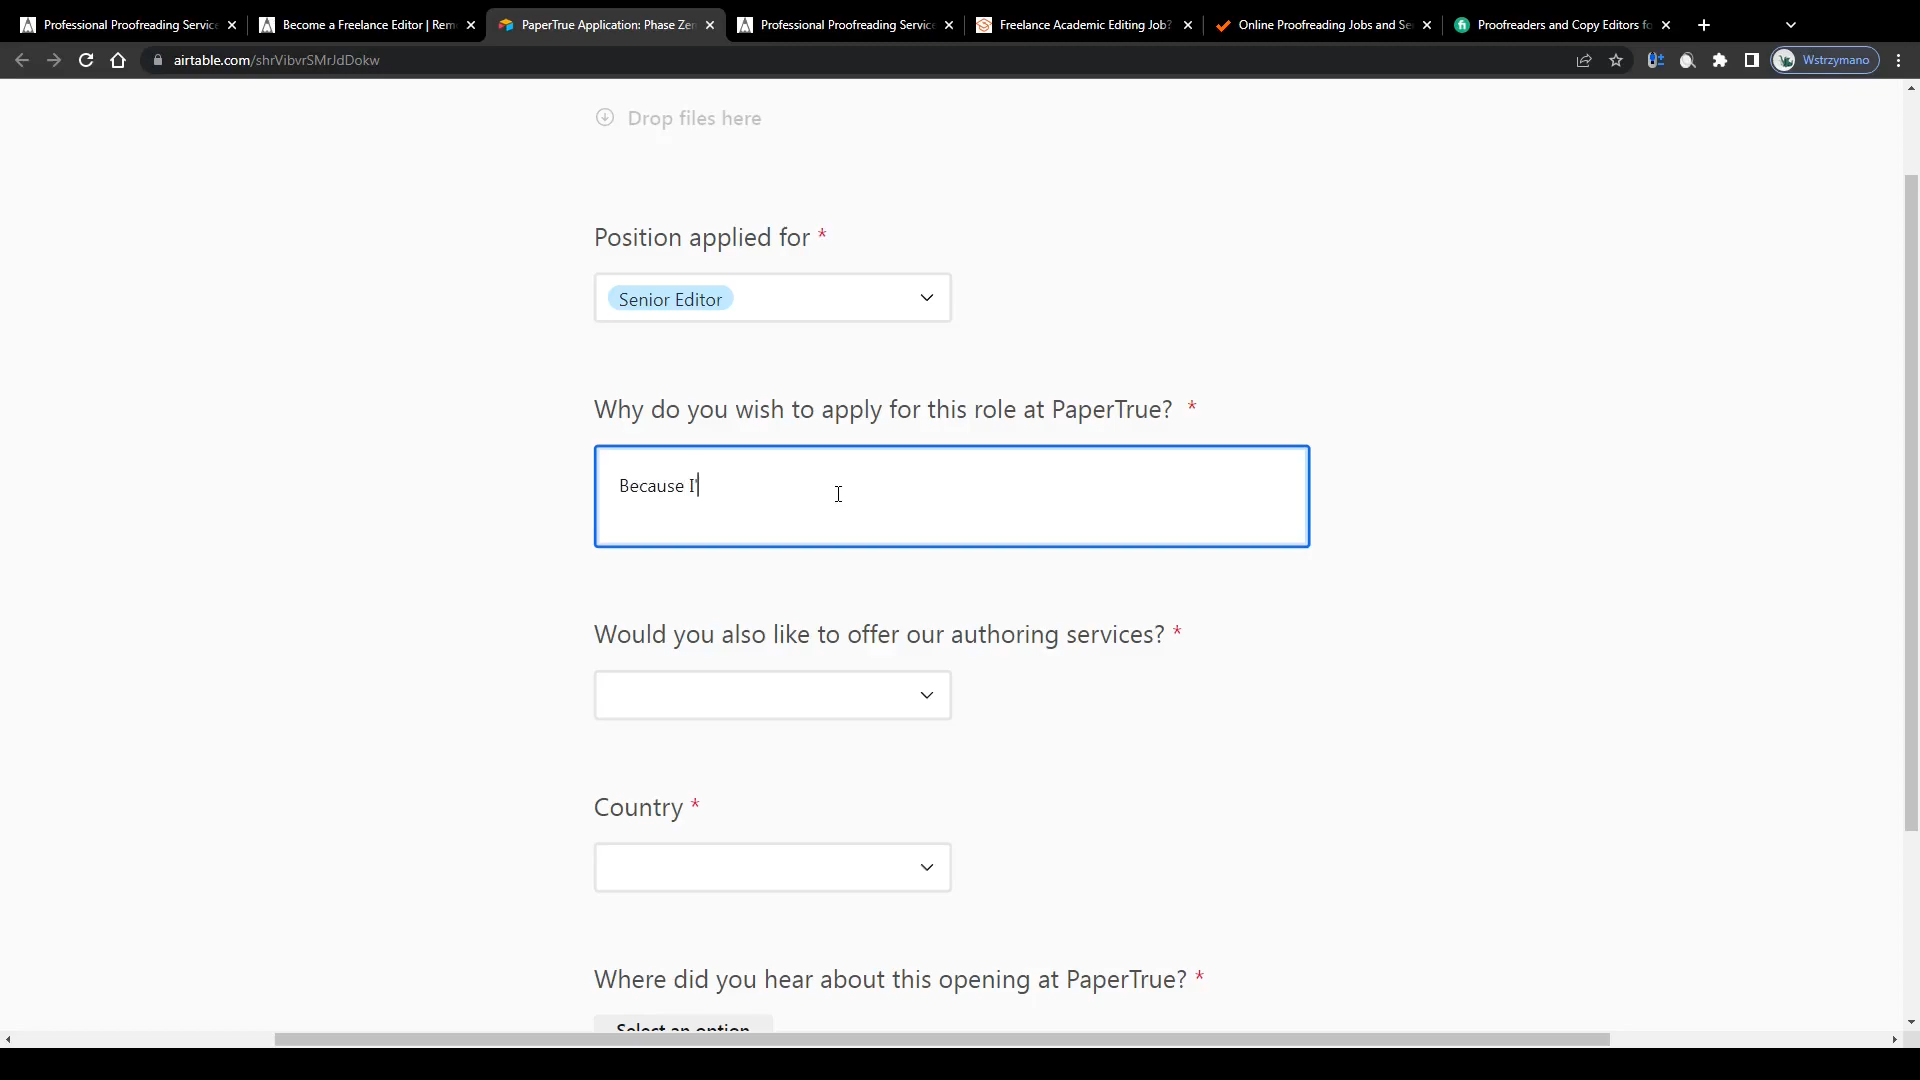 Professional Proofreading Service
Become a Freelance Editor | Rem
PaperTrue Application: Phase Zer
Professional Proofreading Service
Freelance Academic Editing Job?
Online Proofreading Jobs and Se
Proofreaders and Copy Editors fo
airtable.com/shrVibvrSMrJdDokw
Wstrzymano
Drop files here
Position applied for *
Senior Editor
Why do you wish to apply for this role at PaperTrue? *
Because I'
Would you also like to offer our authoring services? *
Country *
Where did you hear about this opening at PaperTrue? *
Select an option